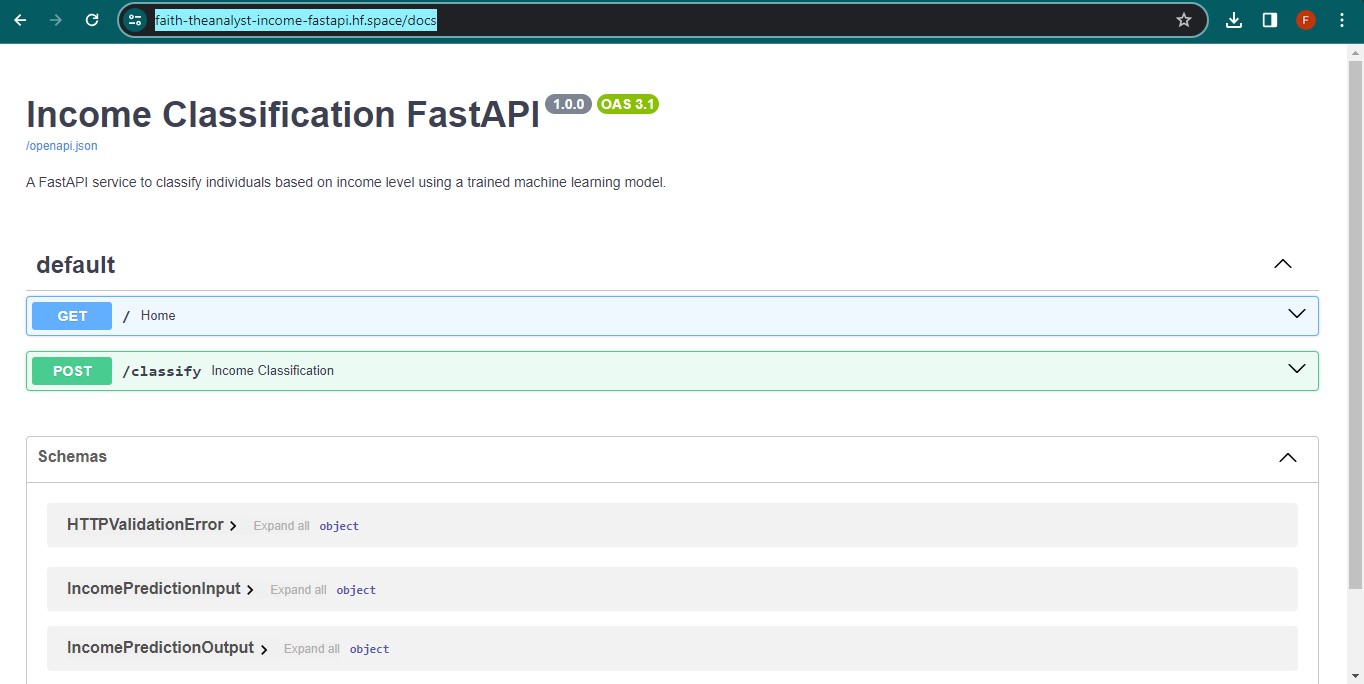 faith-theanalyst-income-fastapi.hf.space/docs
F
Income Classification FastAPI 1.0.0 OAS 3.1
/openapi.json
A FastAPI service to classify individuals based on income level using a trained machine learning model.
default
GET / Home
POST /classify Income Classification
Schemas
HTTPValidationError Expand all object
IncomePredictionInput Expand all object
IncomePredictionOutput Expand all object